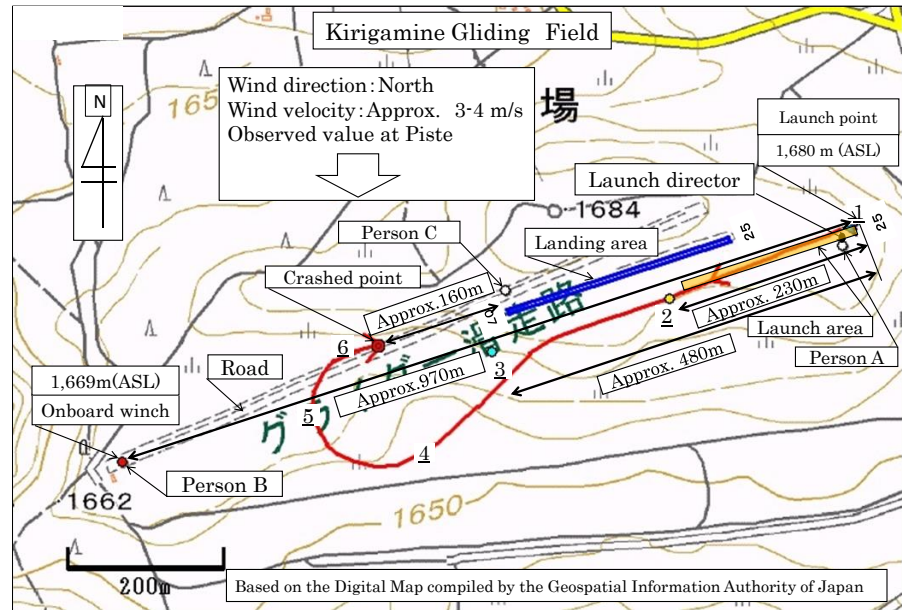 Kirigamine Gliding Field
Wind direction:North
Wind velocity:Approx. 3-4 m/s
Observed value at Piste
N
165
場
Launch point
1,680 m (ASL)
Launch director
1684
1
25
Person C
Landing area
25
Crashed point
Approx.160m
07
Approx. 230m
2
Launch area
6
Approx. 480m
Person A
3
Road
Approx.970m
1,669m(ASL)
Onboard winch
5
4
Person B
1662
1650
200m
Based on the Digital Map compiled by the Geospatial Information Authority of Japan